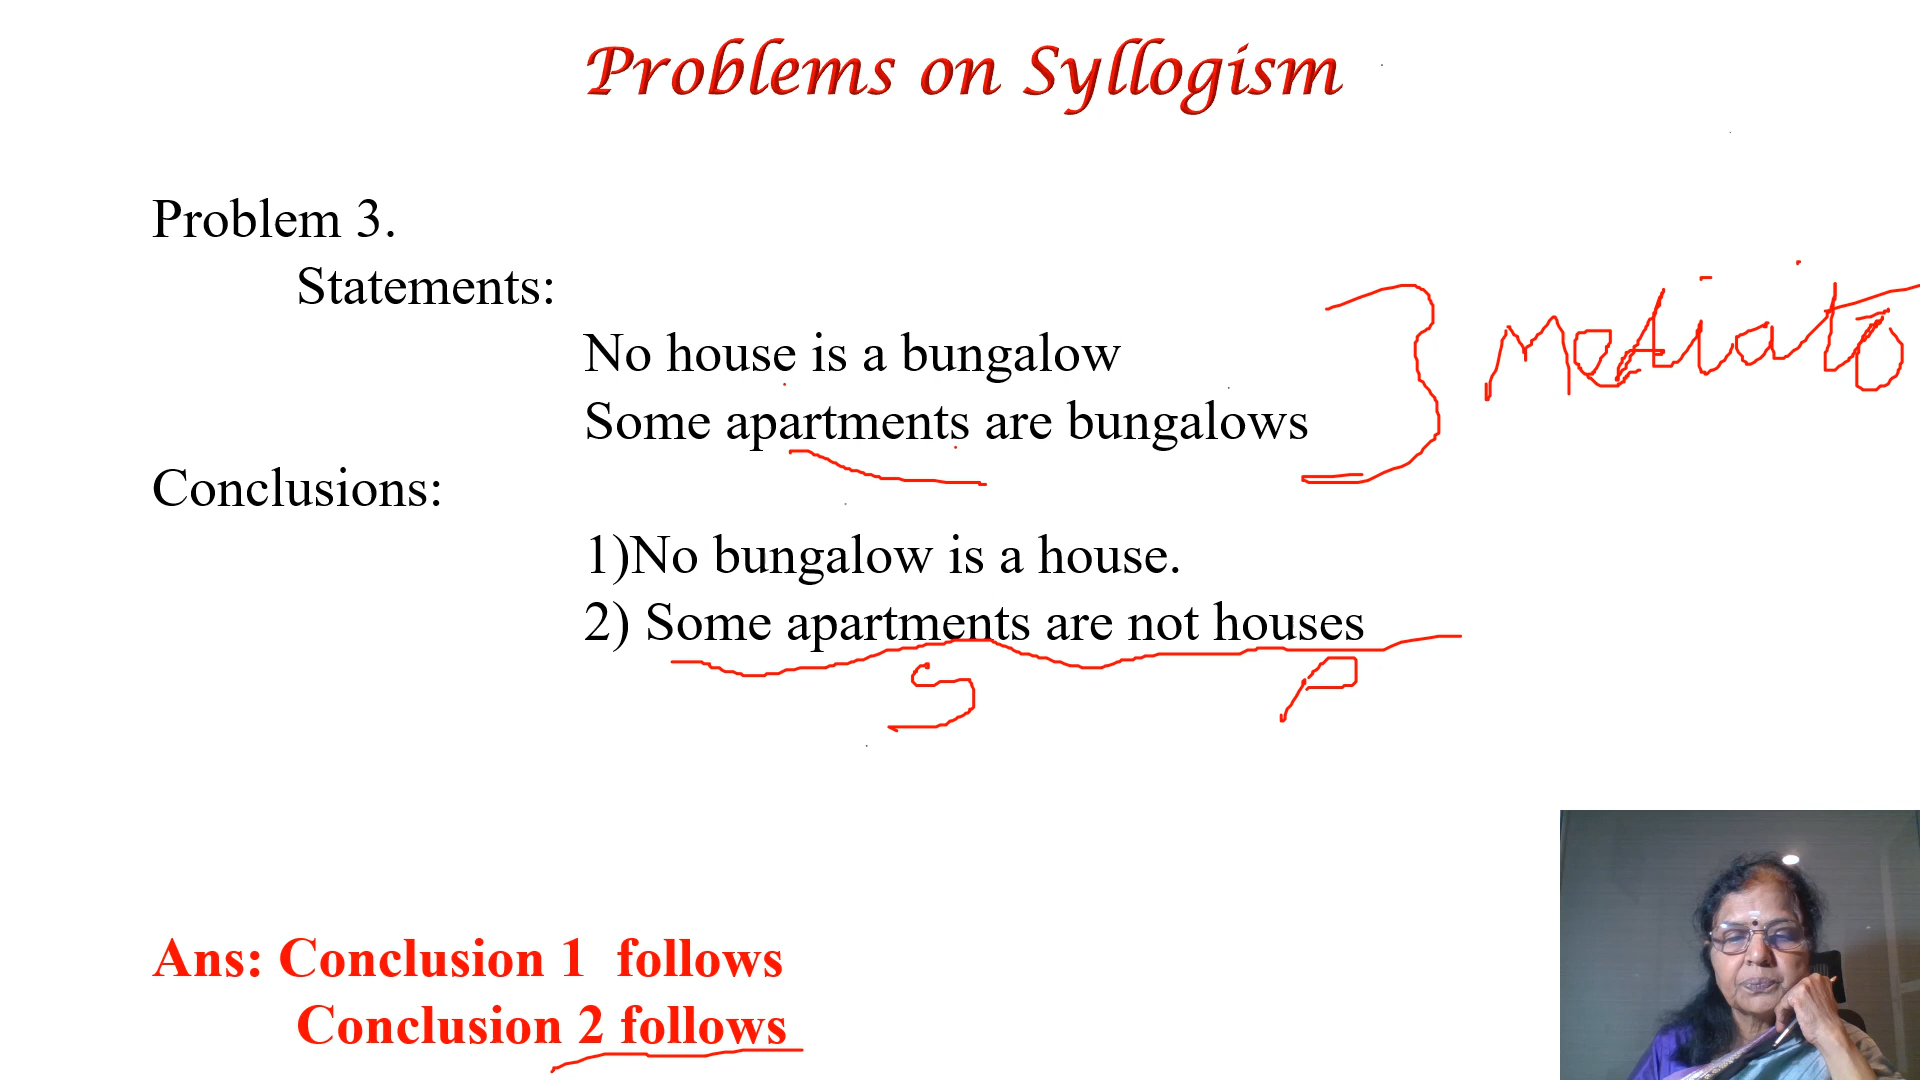 Problems on Syllogism
Problem 3.
Statements:
No house is a bungalow
Some apartments are bungalows
Mediate
Conclusions:
1)No bungalow is a house.
2) Some apartments are not houses
S P
Ans: Conclusion 1 follows
Conclusion 2 follows